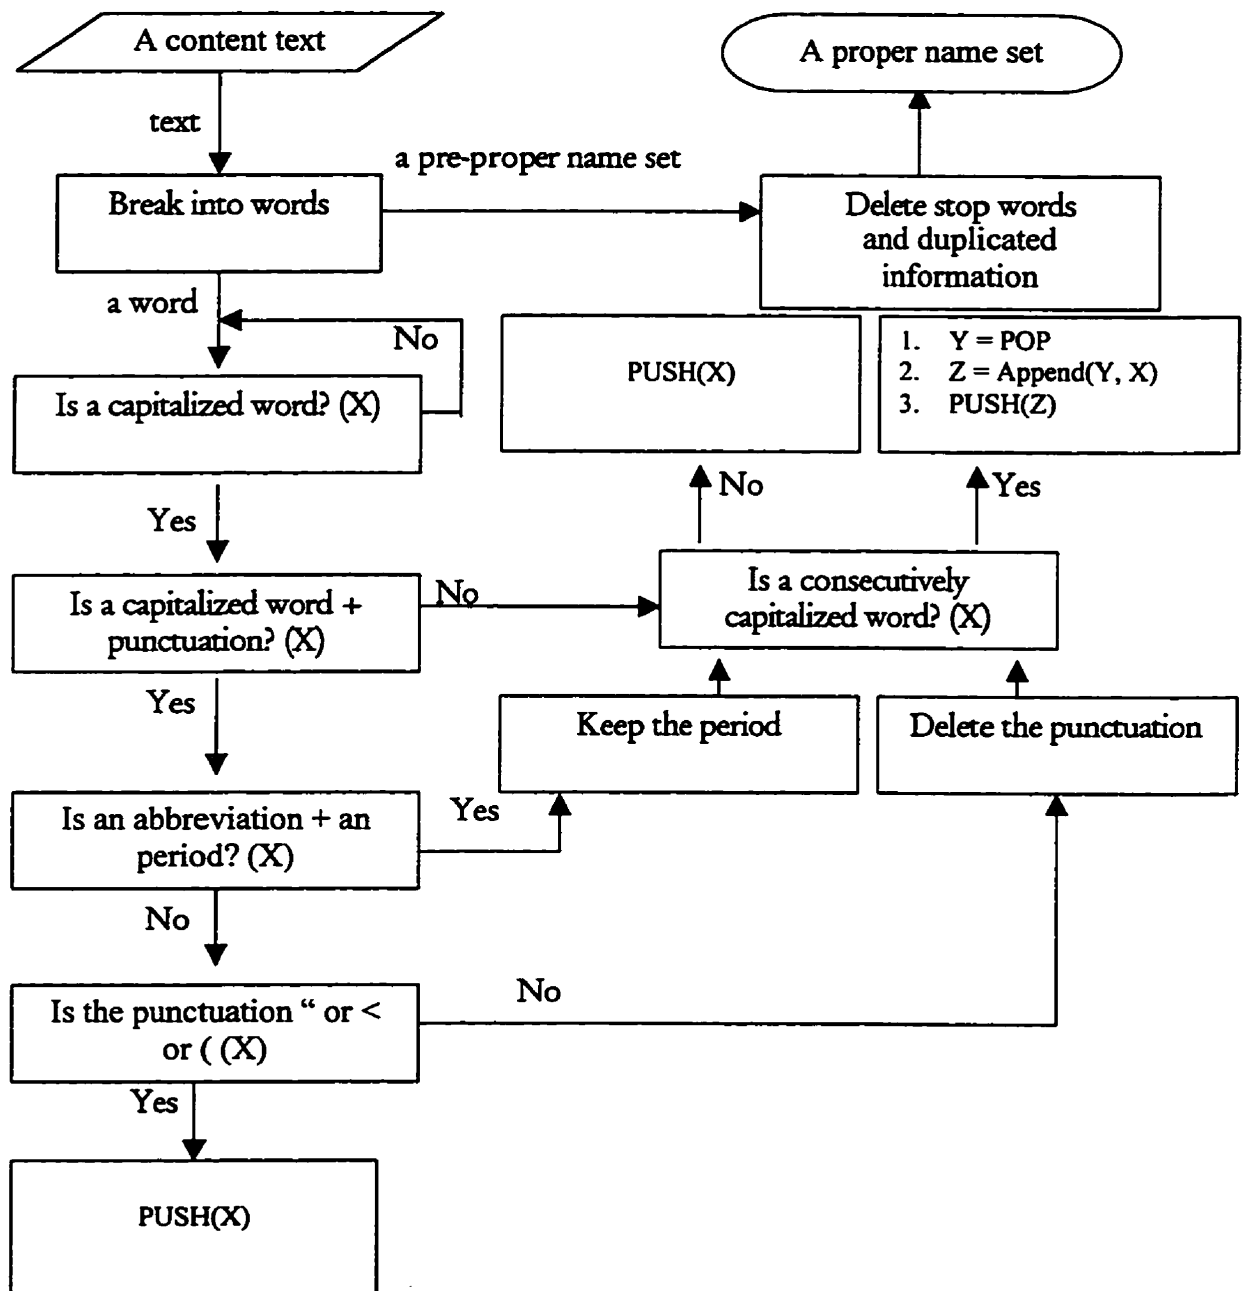 A content text
A proper name set
text
a pre-proper name set
Break into words
Delete stop words
and duplicated
information
a word
No
PUSH(X)
1. Y = POP
2. Z = Append(Y, X)
3. PUSH(Z)
Is a capitalized word? (X)
No
Yes
Yes
Is a capitalized word +
punctuation? (X)
No
Is a consecutively
capitalized word? (X)
Yes
Keep the period
Delete the punctuation
Is an abbreviation + an
period? (X)
Yes
No
Is the punctuation “ or <
or ( (X)
No
Yes
PUSH(X)